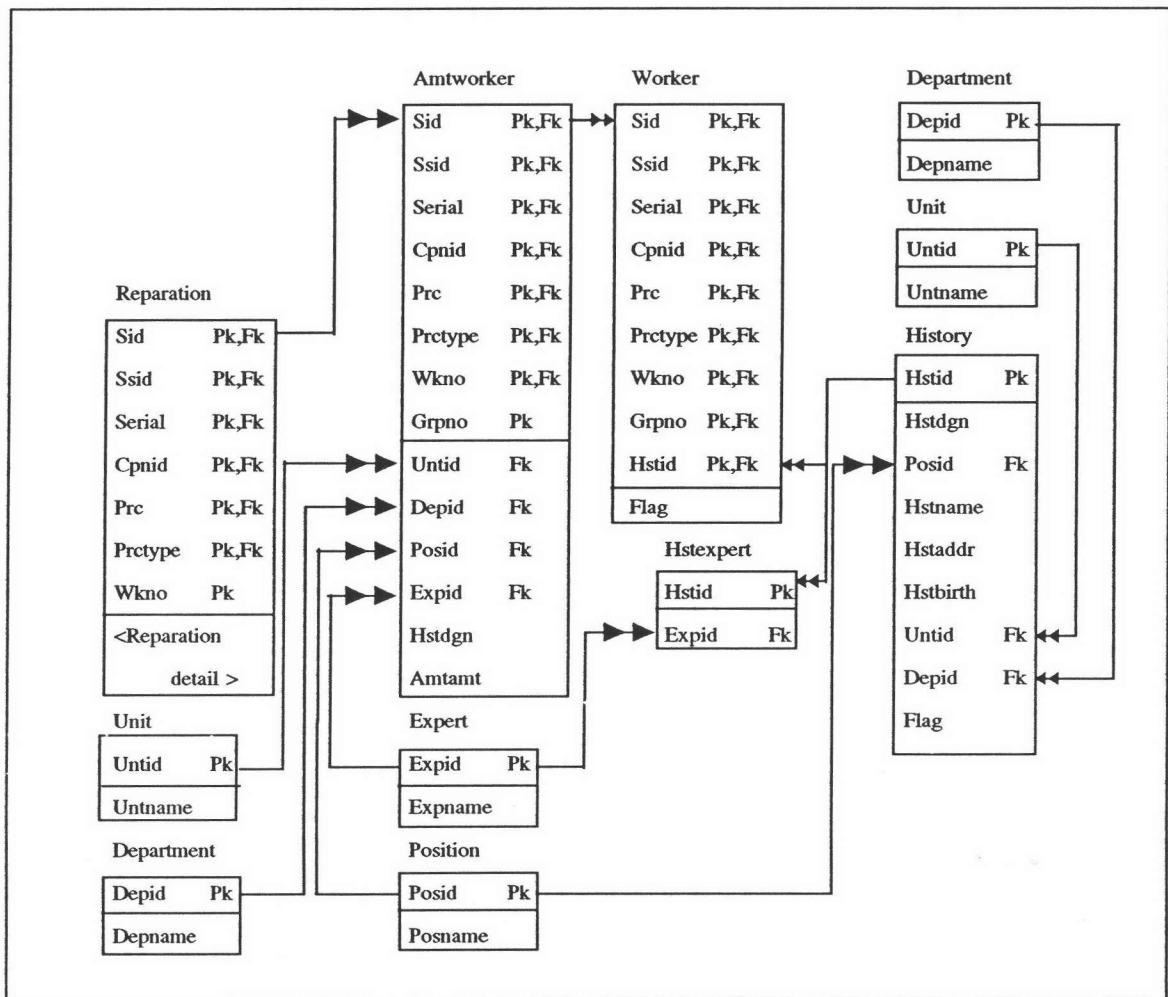 Amtworker
Sid Pk,Fk
Ssid Pk,Fk
Serial Pk,Fk
Cpnid Pk,Fk
Prc Pk,Fk
Prctype Pk,Fk
Wkno Pk,Fk
Grpno Pk
Untid Fk
Depid Fk
Posid Fk
Expid Fk
Hstdgn
Amtamt
Worker
Sid Pk,Fk
Ssid Pk,Fk
Serial Pk,Fk
Cpnid Pk,Fk
Prc Pk,Fk
Prctype Pk,Fk
Wkno Pk,Fk
Grpno Pk,Fk
Hstid Pk,Fk
Flag
Department
Depid Pk
Depname
Unit
Untid Pk
Untname
History
Hstid Pk
Hstdgn
Posid Fk
Hstname
Hstaddr
Hstbirth
Untid Fk
Depid Fk
Flag
Reparation
Sid Pk,Fk
Ssid Pk,Fk
Serial Pk,Fk
Cpnid Pk,Fk
Prc Pk,Fk
Prctype Pk,Fk
Wkno Pk
<Reparation
detail >
Hstexpert
Hstid Pk
Expid Fk
Unit
Untid Pk
Untname
Expert
Expid Pk
Expname
Department
Depid Pk
Depname
Position
Posid Pk
Posname